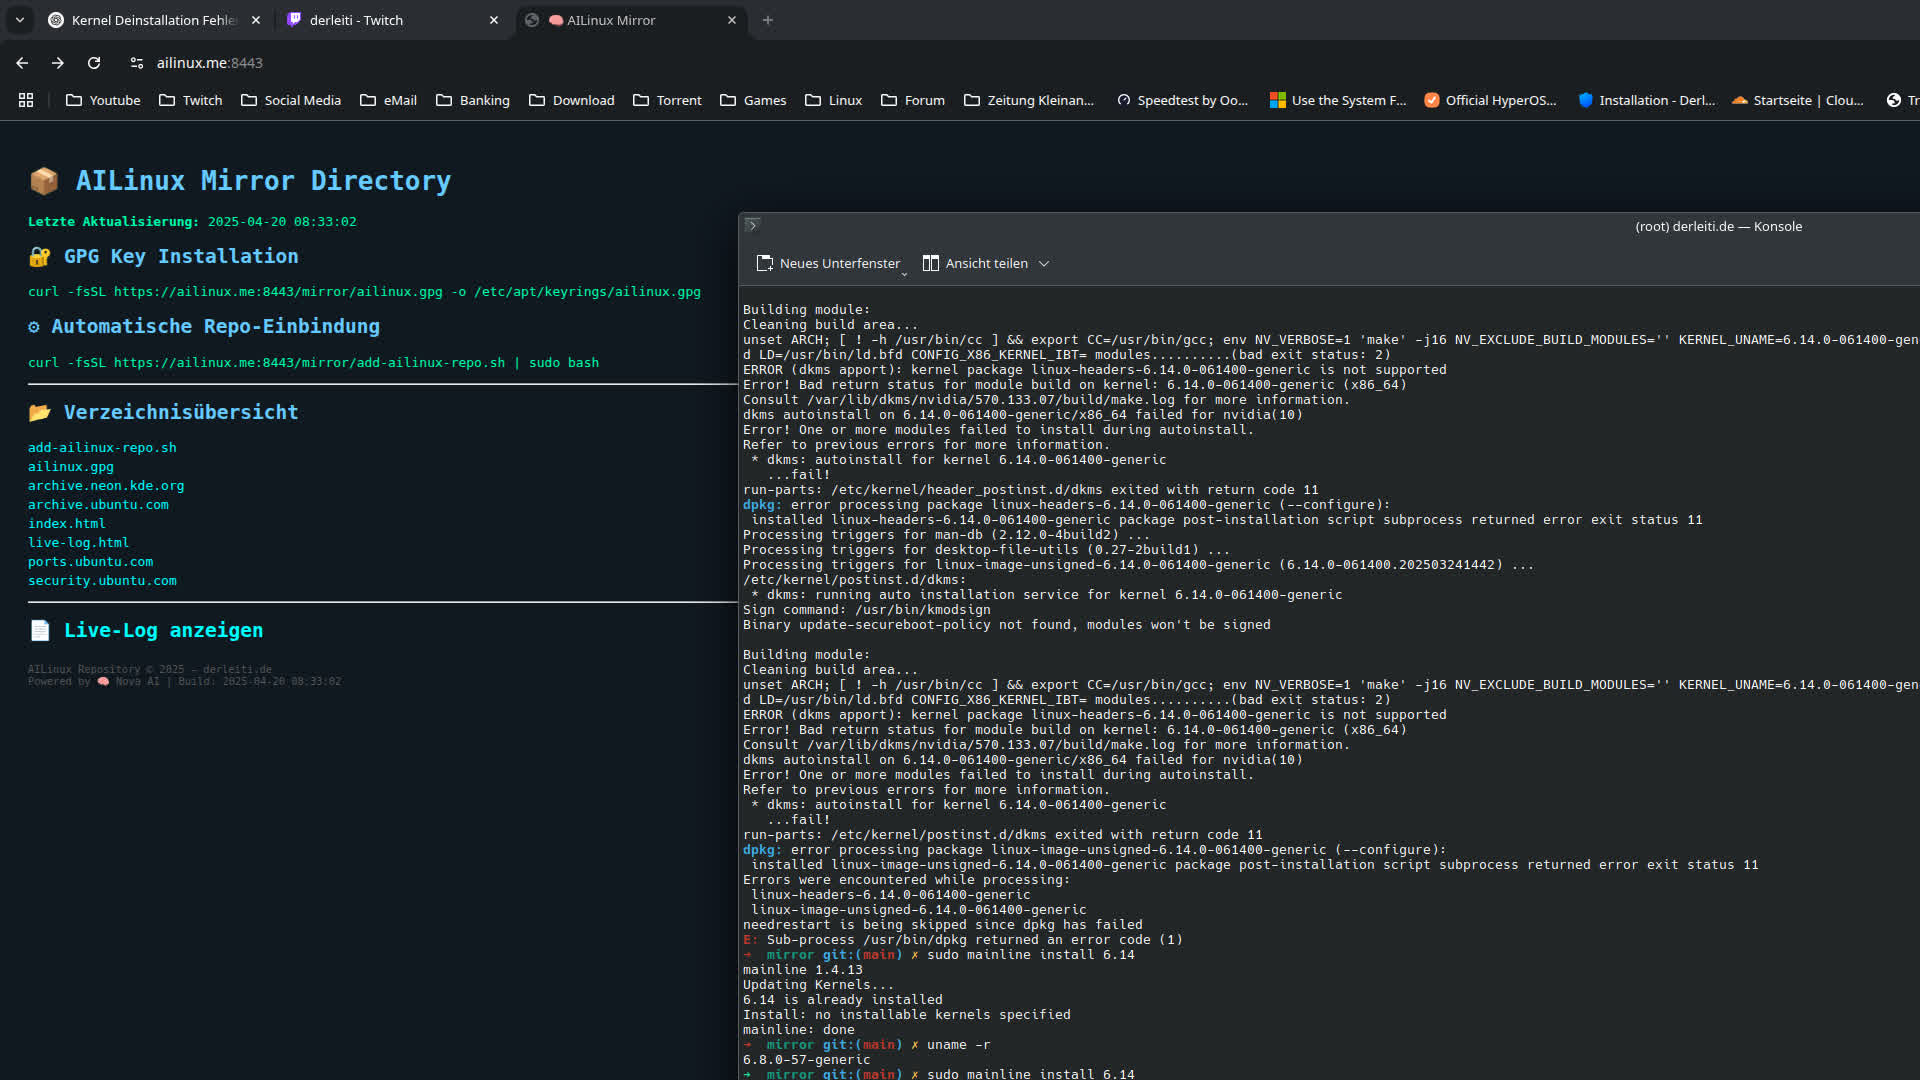 Kernel Deinstallation Fehle
derleiti - Twitch
AILinux Mirror
ailinux.me:8443
Youtube
Twitch
Social Media
eMail
Banking
Download
Torrent
Games
Linux
Forum
Zeitung Kleinan...
Speedtest by Oo...
Use the System F...
Official HyperOS...
Installation - Derl...
Startseite | Clou...
Tr
AILinux Mirror Directory
Letzte Aktualisierung: 2025-04-20 08:33:02
GPG Key Installation
curl -fsSL https://ailinux.me:8443/mirror/ailinux.gpg -o /etc/apt/keyrings/ailinux.gpg
Automatische Repo-Einbindung
curl -fsSL https://ailinux.me:8443/mirror/add-ailinux-repo.sh | sudo bash
Verzeichnisübersicht
add-ailinux-repo.sh
ailinux.gpg
archive.neon.kde.org
archive.ubuntu.com
index.html
live-log.html
ports.ubuntu.com
security.ubuntu.com
Live-Log anzeigen
AILinux Repository © 2025 — derleiti.de
Powered by Nova AI | Build: 2025-04-20 08:33:02
(root) derleiti.de — Konsole
Neues Unterfenster
Ansicht teilen
Building module:
Cleaning build area...
unset ARCH; [ ! -h /usr/bin/cc ] && export CC=/usr/bin/gcc; env NV_VERBOSE=1 'make' -j16 NV_EXCLUDE_BUILD_MODULES='' KERNEL_UNAME=6.14.0-061400-gen
d LD=/usr/bin/ld.bfd CONFIG_X86_KERNEL_IBT= modules..........(bad exit status: 2)
ERROR (dkms apport): kernel package linux-headers-6.14.0-061400-generic is not supported
Error! Bad return status for module build on kernel: 6.14.0-061400-generic (x86_64)
Consult /var/lib/dkms/nvidia/570.133.07/build/make.log for more information.
dkms autoinstall on 6.14.0-061400-generic/x86_64 failed for nvidia(10)
Error! One or more modules failed to install during autoinstall.
Refer to previous errors for more information.
 * dkms: autoinstall for kernel 6.14.0-061400-generic
   ...fail!
run-parts: /etc/kernel/header_postinst.d/dkms exited with return code 11
dpkg: error processing package linux-headers-6.14.0-061400-generic (--configure):
 installed linux-headers-6.14.0-061400-generic package post-installation script subprocess returned error exit status 11
Processing triggers for man-db (2.12.0-4build2) ...
Processing triggers for desktop-file-utils (0.27-2build1) ...
Processing triggers for linux-image-unsigned-6.14.0-061400-generic (6.14.0-061400.202503241442) ...
/etc/kernel/postinst.d/dkms:
 * dkms: running auto installation service for kernel 6.14.0-061400-generic
Sign command: /usr/bin/kmodsign
Binary update-secureboot-policy not found, modules won't be signed
Building module:
Cleaning build area...
unset ARCH; [ ! -h /usr/bin/cc ] && export CC=/usr/bin/gcc; env NV_VERBOSE=1 'make' -j16 NV_EXCLUDE_BUILD_MODULES='' KERNEL_UNAME=6.14.0-061400-gen
d LD=/usr/bin/ld.bfd CONFIG_X86_KERNEL_IBT= modules..........(bad exit status: 2)
ERROR (dkms apport): kernel package linux-headers-6.14.0-061400-generic is not supported
Error! Bad return status for module build on kernel: 6.14.0-061400-generic (x86_64)
Consult /var/lib/dkms/nvidia/570.133.07/build/make.log for more information.
dkms autoinstall on 6.14.0-061400-generic/x86_64 failed for nvidia(10)
Error! One or more modules failed to install during autoinstall.
Refer to previous errors for more information.
 * dkms: autoinstall for kernel 6.14.0-061400-generic
   ...fail!
run-parts: /etc/kernel/postinst.d/dkms exited with return code 11
dpkg: error processing package linux-image-unsigned-6.14.0-061400-generic (--configure):
 installed linux-image-unsigned-6.14.0-061400-generic package post-installation script subprocess returned error exit status 11
Errors were encountered while processing:
 linux-headers-6.14.0-061400-generic
 linux-image-unsigned-6.14.0-061400-generic
needrestart is being skipped since dpkg has failed
E: Sub-process /usr/bin/dpkg returned an error code (1)
➜  mirror git:(main) ✗ sudo mainline install 6.14
mainline 1.4.13
Updating Kernels...
6.14 is already installed
Install: no installable kernels specified
mainline: done
➜  mirror git:(main) ✗ uname -r
6.8.0-57-generic
➜  mirror git:(main) ✗ sudo mainline install 6.14